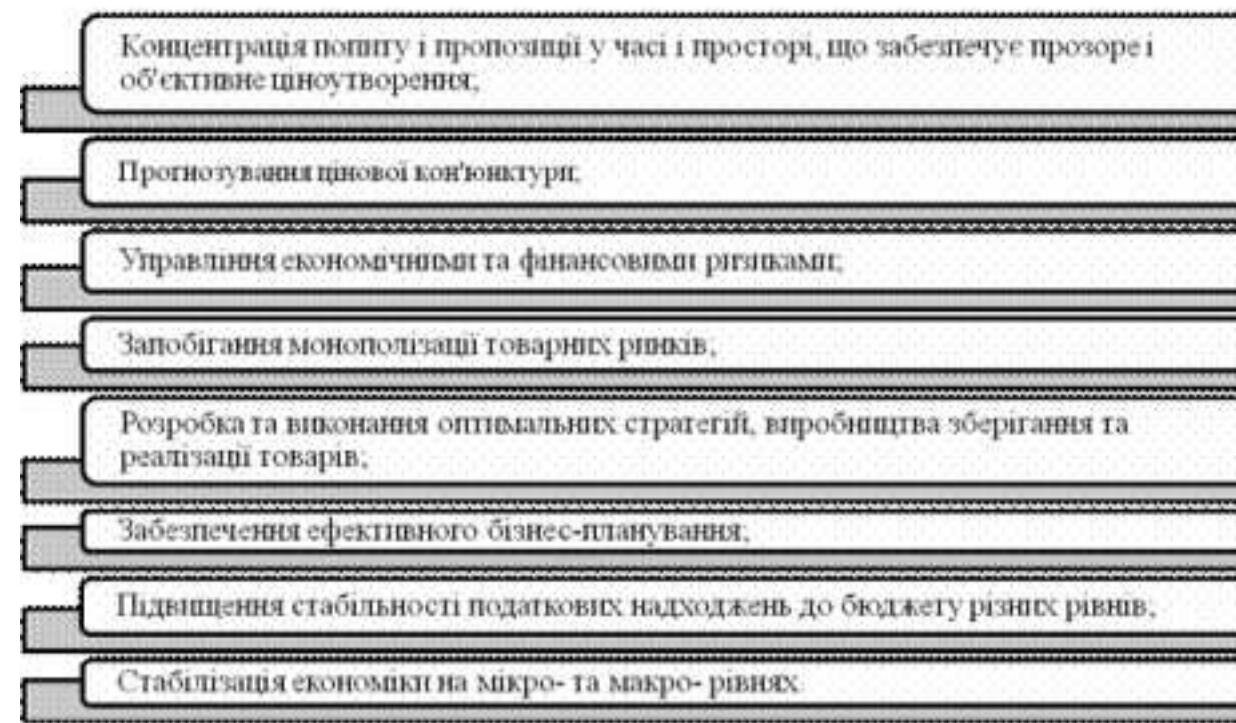 Концентрація попиту і пропозиції у часі і просторі, що забезпечує прозоре і
об'єктивне ціноутворення;
Прогнозування цінової кон'юнктури;
Управління економічними та фінансовими ризиками;
Запобігання монополізації товарних ринків;
Розробка та виконання оптимальних стратегій, виробництва зберігання та
реалізації товарів;
Забезпечення ефективного бізнес-планування;
Підвищення стабільності податкових надходжень до бюджету різних рівнів;
Стабілізація економіки на мікро- та макро- рівнях.